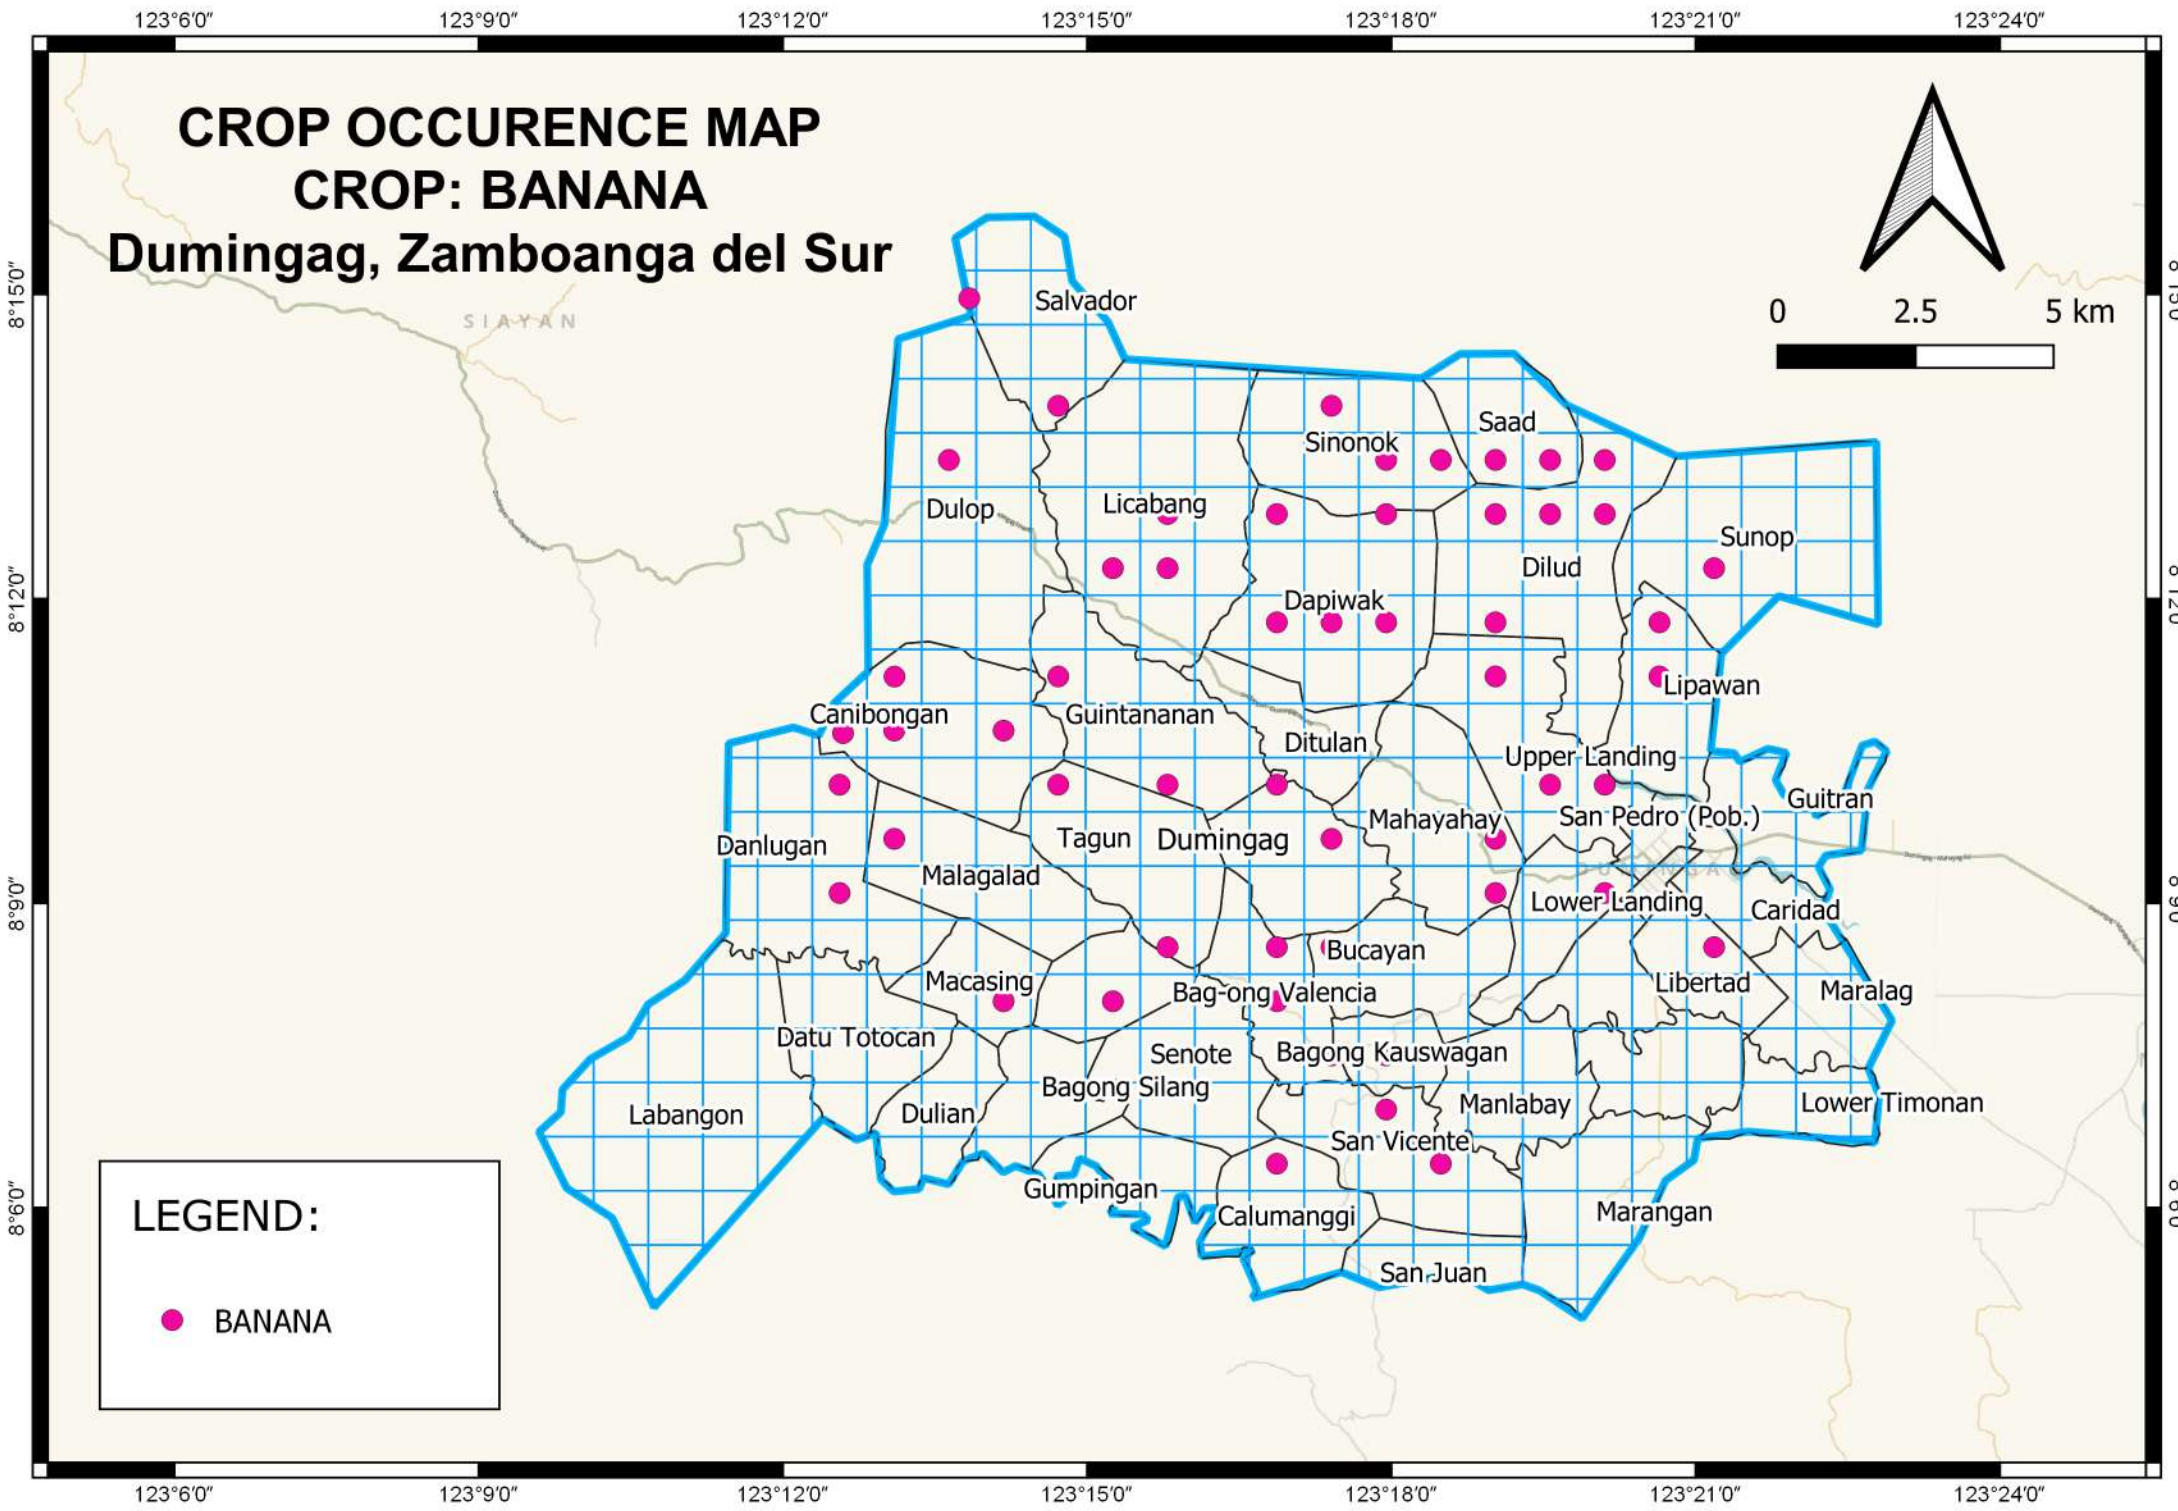 123°6'0" 123°9'0" 123°12'0" 123°15'0" 123°18'0" 123°21'0" 123°24'0"
CROP OCCURENCE MAP
CROP: BANANA
Dumingag, Zamboanga del Sur
8°15'0"
8°12'0"
8°9'0"
8°6'0"
0 2.5 5 km
SIAYAN
Salvador
Saad
Sinonok
Licabang
Dulop
Sunop
Dilud
Dapiwak
Lipawan
Canibongan
Guintananan
Ditulan
Upper Landing
Guitran
San Pedro (Pob.)
Mahayahay
Tagun
Dumingag
Danlugan
Malagalad
DUMINGAG
Lower Landing
Caridad
Bucayan
Macasing
Libertad
Bag-ong Valencia
Maralag
Datu Totocan
Senote
Bagong Kauswagan
Bagong Silang
Labangon
Dulian
Manlabay
Lower Timonan
San Vicente
Gumpingan
Calumanggi
Marangan
San Juan
LEGEND:
BANANA
123°6'0" 123°9'0" 123°12'0" 123°15'0" 123°18'0" 123°21'0" 123°24'0"